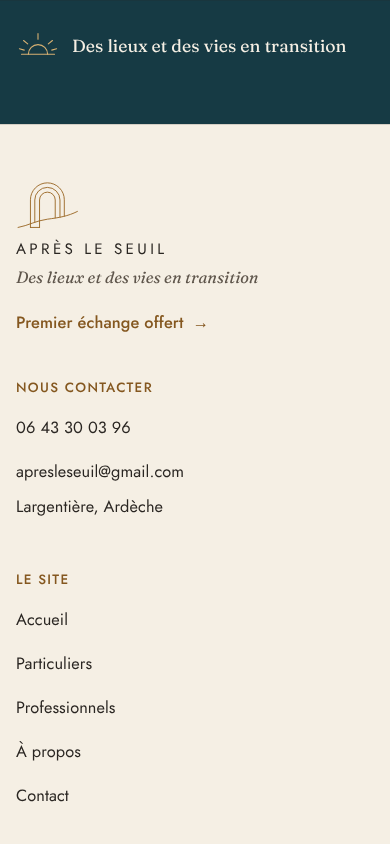 Des lieux et des vies en transition
APRÈS LE SEUIL
Des lieux et des vies en transition
Premier échange offert →
NOUS CONTACTER
06 43 30 03 96
apresleseuil@gmail.com
Largentière, Ardèche
LE SITE
Accueil
Particuliers
Professionnels
À propos
Contact